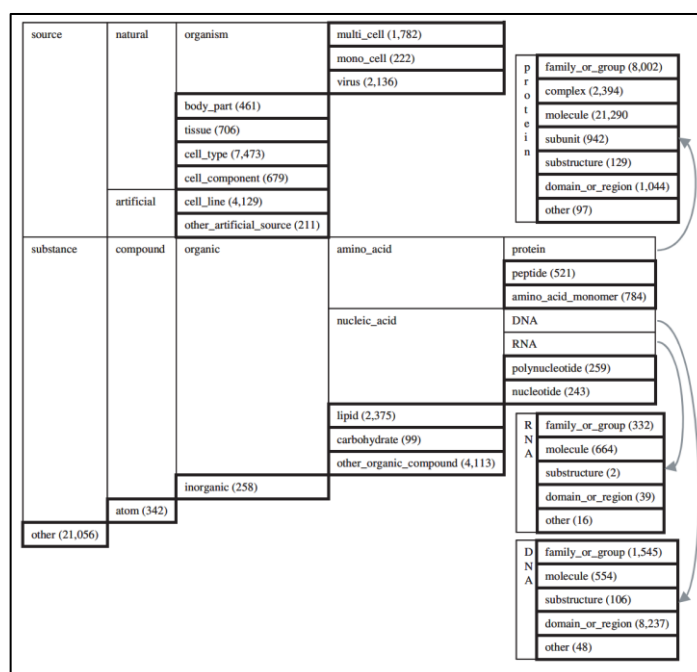 source natural organism multi_cell (1,782)
mono_cell (222)
virus (2,136)
body_part (461)
tissue (706)
cell_type (7,473)
cell_component (679)
artificial cell_line (4,129)
other_artificial_source (211)
substance compound organic amino_acid protein
peptide (521)
amino_acid_monomer (784)
nucleic_acid DNA
RNA
polynucleotide (259)
nucleotide (243)
lipid (2,375)
carbohydrate (99)
other_organic_compound (4,113)
inorganic (258)
atom (342)
other (21,056)
protein
family_or_group (8,002)
complex (2,394)
molecule (21,290
subunit (942)
substructure (129)
domain_or_region (1,044)
other (97)
RNA
family_or_group (332)
molecule (664)
substructure (2)
domain_or_region (39)
other (16)
DNA
family_or_group (1,545)
molecule (554)
substructure (106)
domain_or_region (8,237)
other (48)